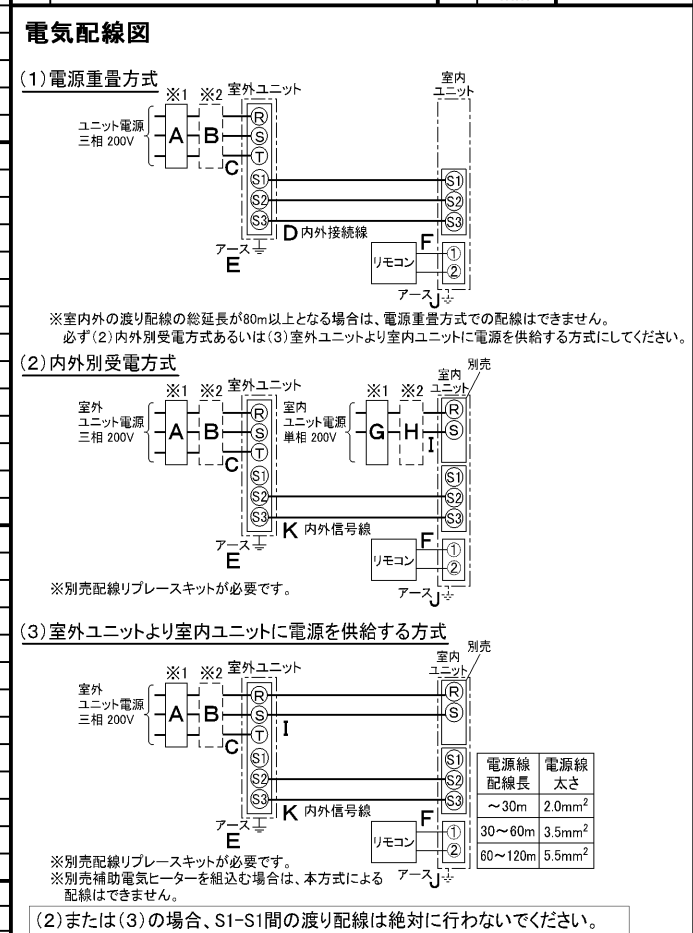 電気配線図
(1)電源重畳方式
※1 ※2 室外ユニット
室内
ユニット
ユニット電源
三相 200V
A B
R
S
T
C
S1 S1
S2 S2
S3 S3
D 内外接続線
アース
E
リモコン
F
①
②
アース J
※室内外の渡り配線の総延長が80m以上となる場合は、電源重畳方式での配線はできません。
必ず(2)内外別受電方式あるいは(3)室外ユニットより室内ユニットに電源を供給する方式にしてください。
(2)内外別受電方式
※1 ※2 室外ユニット
※1 ※2
室内
ユニット
別売
室外
ユニット電源
三相 200V
A B
R
S
T
C
室内
ユニット電源
単相 200V
G H
I
R
S
S1 S1
S2 S2
S3 S3
K 内外信号線
アース
E
リモコン
F
①
②
アース J
※別売配線リプレースキットが必要です。
(3)室外ユニットより室内ユニットに電源を供給する方式
※1 ※2 室外ユニット
室内
ユニット
別売
室外
ユニット電源
三相 200V
A B
R R
S S
T
C
I
S1 S1
S2 S2
S3 S3
K 内外信号線
アース
E
リモコン
F
①
②
アース J
電源線 電源線
配線長 太さ
～30m 2.0mm²
30～60m 3.5mm²
60～120m 5.5mm²
※別売配線リプレースキットが必要です。
※別売補助電気ヒーターを組込む場合は、本方式による
配線はできません。
(2)または(3)の場合、S1-S1間の渡り配線は絶対に行わないでください。